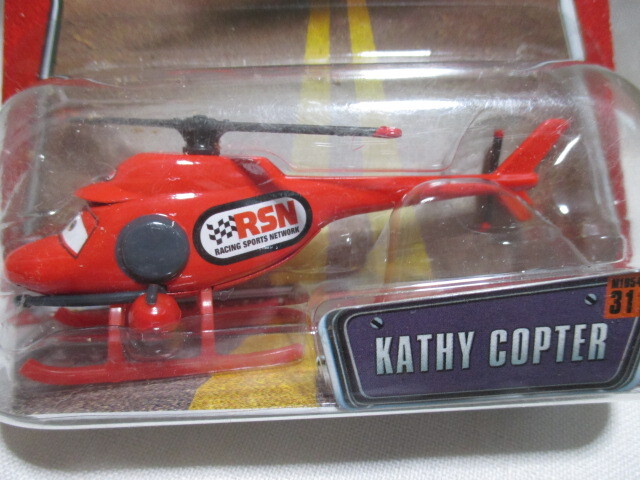 RSN
RACING SPORTS NETWORK
KATHY COPTER
31